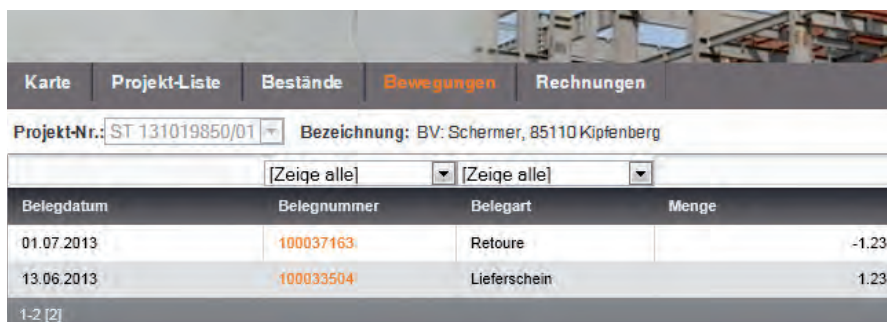 Karte Projekt-Liste Bestände Bewegungen Rechnungen
Projekt-Nr.: ST 131019850/01 Bezeichnung: BV: Schermer, 85110 Kipfenberg
[Zeige alle] [Zeige alle]
Belegdatum Belegnummer Belegart Menge
01.07.2013 100037163 Retoure -1.23
13.06.2013 100033504 Lieferschein 1.23
1-2 [2]